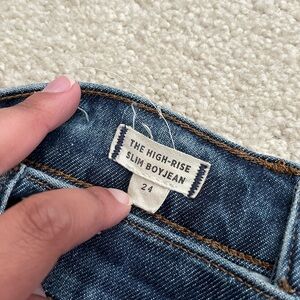 THE HIGH-RISE
SLIM BOYJEAN
24